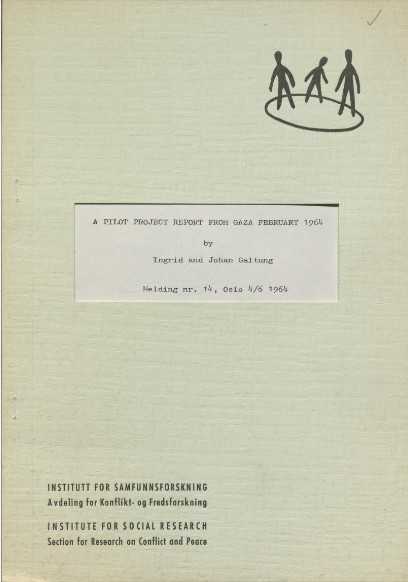 A PILOT PROJECT REPORT FROM GAZA FEBRUARY 1964
by
Ingrid and Johan Galtung
Melding nr. 14, Oslo 4/6 1964
INSTITUTT FOR SAMFUNNSFORSKNING
Avdeling for Konflikt- og Fredsforskning
INSTITUTE FOR SOCIAL RESEARCH
Section for Research on Conflict and Peace